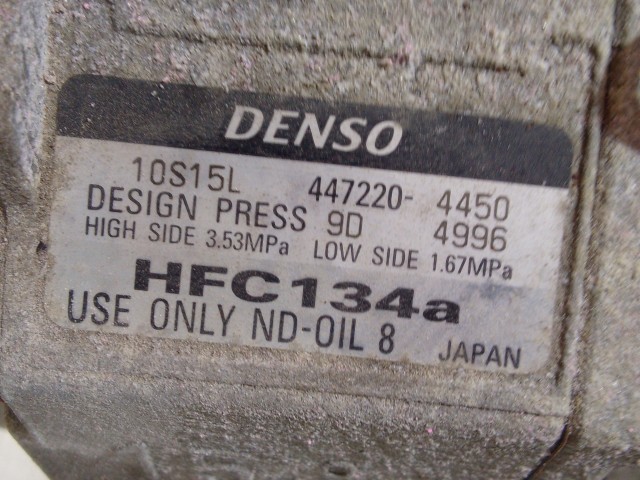 DENSO
10S15L 447220- 4450
DESIGN PRESS 9D 4996
HIGH SIDE 3.53MPa LOW SIDE 1.67MPa
HFC134a
USE ONLY ND-OIL 8 JAPAN